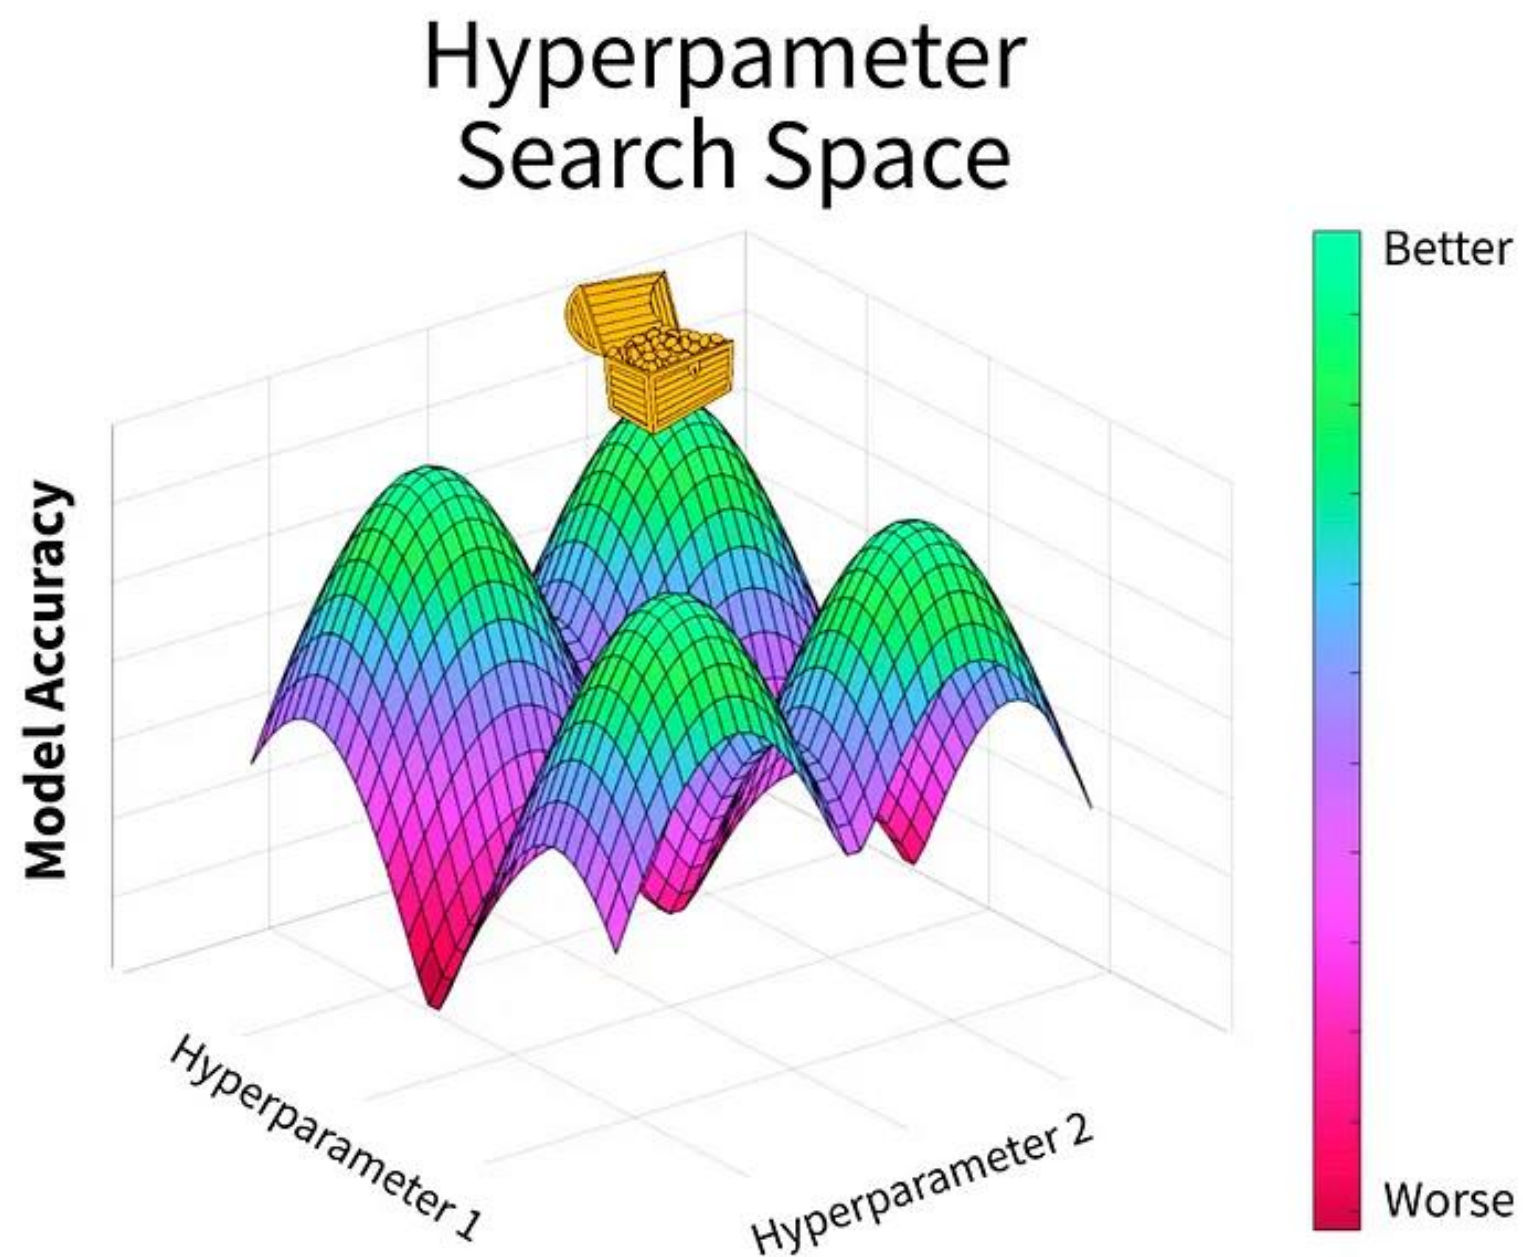 Hyperpameter
Search Space
Better
Model Accuracy
Worse
Hyperparameter 1
Hyperparameter 2